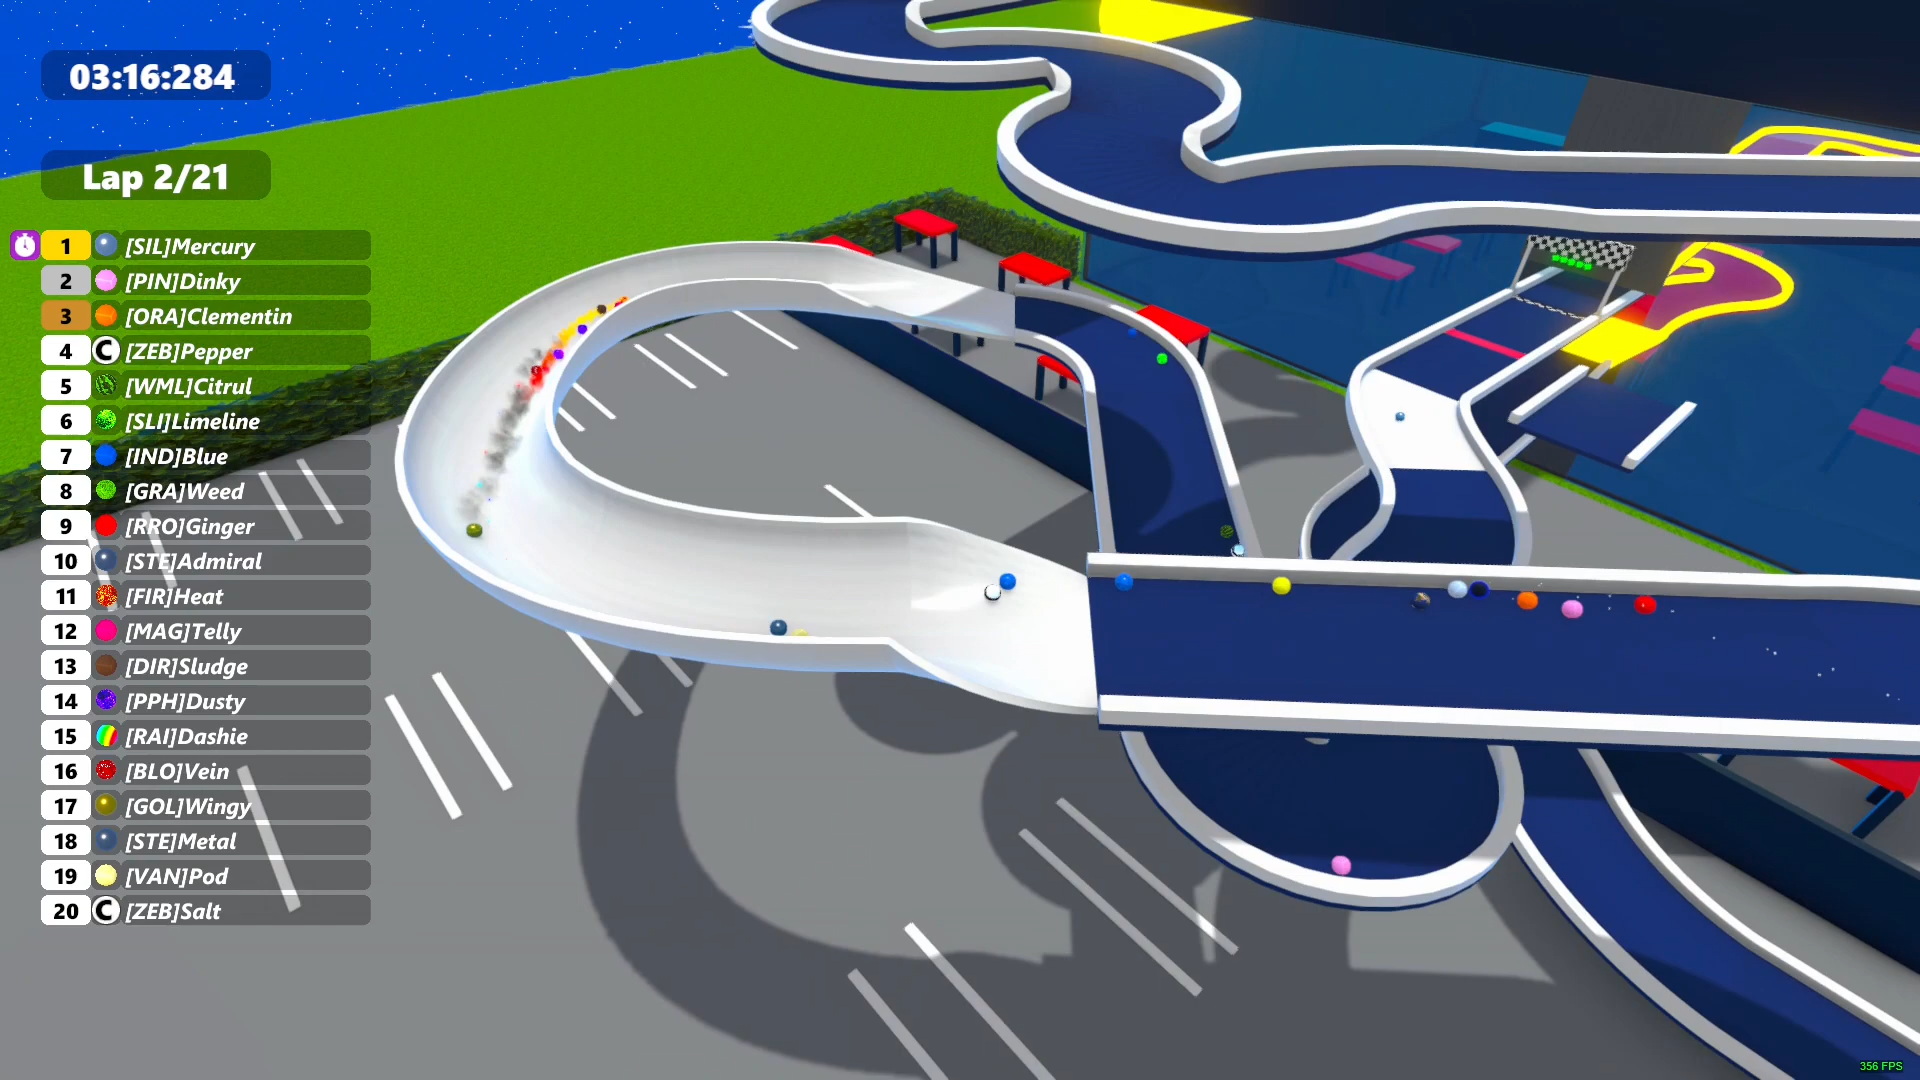 03:16:284
Lap 2/21
1 [SIL]Mercury
2 [PIN]Dinky
3 [ORA]Clementin
4 C [ZEB]Pepper
5 [WML]Citrul
6 [SLI]Limeline
7 [IND]Blue
8 [GRA]Weed
9 [RRO]Ginger
10 [STE]Admiral
11 [FIR]Heat
12 [MAG]Telly
13 [DIR]Sludge
14 [PPH]Dusty
15 [RAI]Dashie
16 [BLO]Vein
17 [GOL]Wingy
18 [STE]Metal
19 [VAN]Pod
20 C [ZEB]Salt
356 FPS